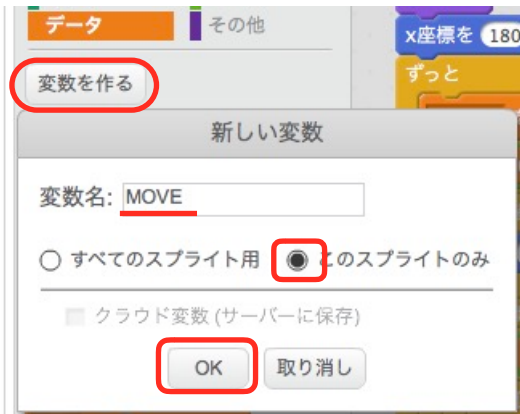 データ
その他
変数を作る
x座標を 180
ずっと
新しい変数
変数名: MOVE
すべてのスプライト用 このスプライトのみ
クラウド変数 (サーバーに保存)
OK 取り消し